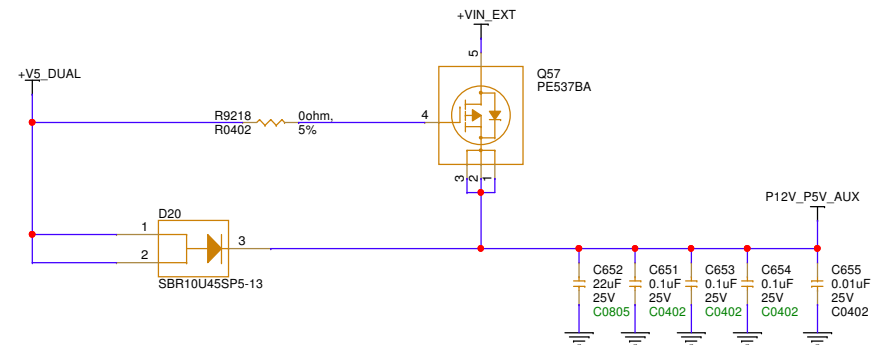 +VIN_EXT
5
Q57
PE537BA
+V5_DUAL
R9218
0ohm,
4
R0402
5%
3
2
1
P12V_P5V_AUX
D20
1
2
3
SBR10U45SP5-13
C652
22uF
25V
C0805
C651
0.1uF
25V
C0402
C653
0.1uF
25V
C0402
C654
0.1uF
25V
C0402
C655
0.01uF
25V
C0402